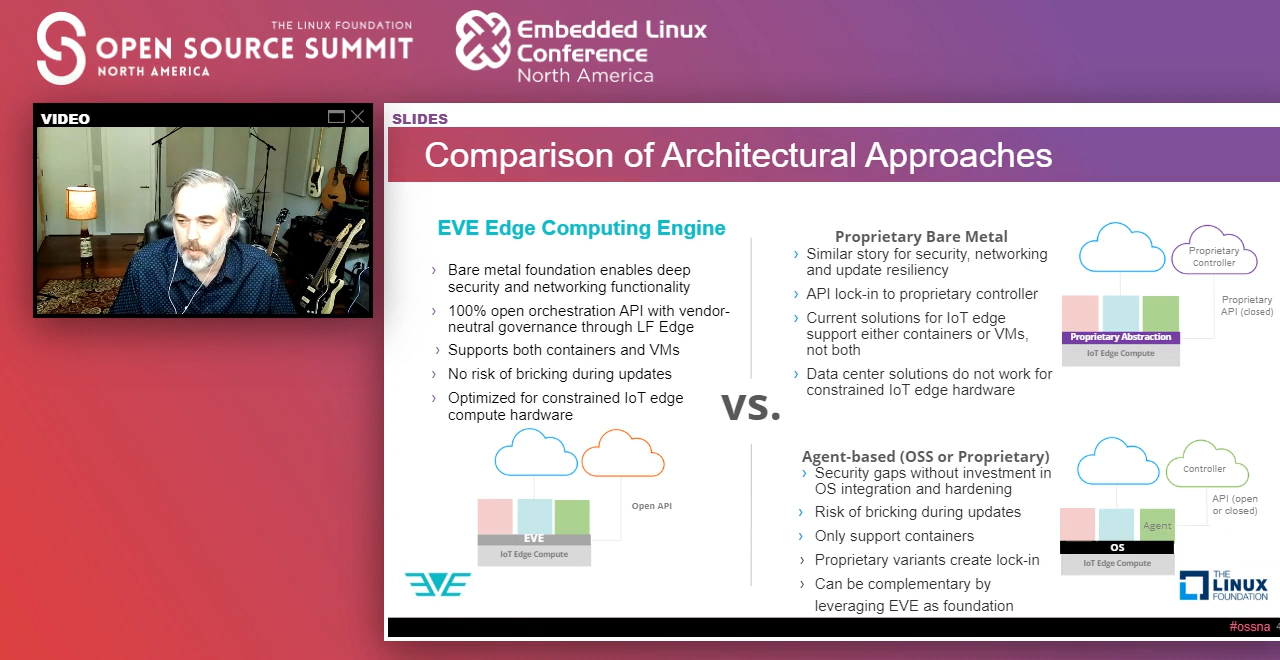 THE LINUX FOUNDATION
OPEN SOURCE SUMMIT
NORTH AMERICA
Embedded Linux
Conference
North America
VIDEO
SLIDES
Comparison of Architectural Approaches
EVE Edge Computing Engine
› Bare metal foundation enables deep
security and networking functionality
› 100% open orchestration API with vendor-
neutral governance through LF Edge
› Supports both containers and VMs
› No risk of bricking during updates
› Optimized for constrained IoT edge
compute hardware
Open API
EVE
IoT Edge Compute
EVE
vs.
Proprietary Bare Metal
› Similar story for security, networking
and update resiliency
› API lock-in to proprietary controller
› Current solutions for IoT edge
support either containers or VMs,
not both
› Data center solutions do not work for
constrained IoT edge hardware
Proprietary
Controller
Proprietary
API (closed)
Proprietary Abstraction
IoT Edge Compute
Agent-based (OSS or Proprietary)
› Security gaps without investment in
OS integration and hardening
› Risk of bricking during updates
› Only support containers
› Proprietary variants create lock-in
› Can be complementary by
leveraging EVE as foundation
Controller
API (open
or closed)
Agent
OS
IoT Edge Compute
THE
LINUX
FOUNDATION
#ossna 4